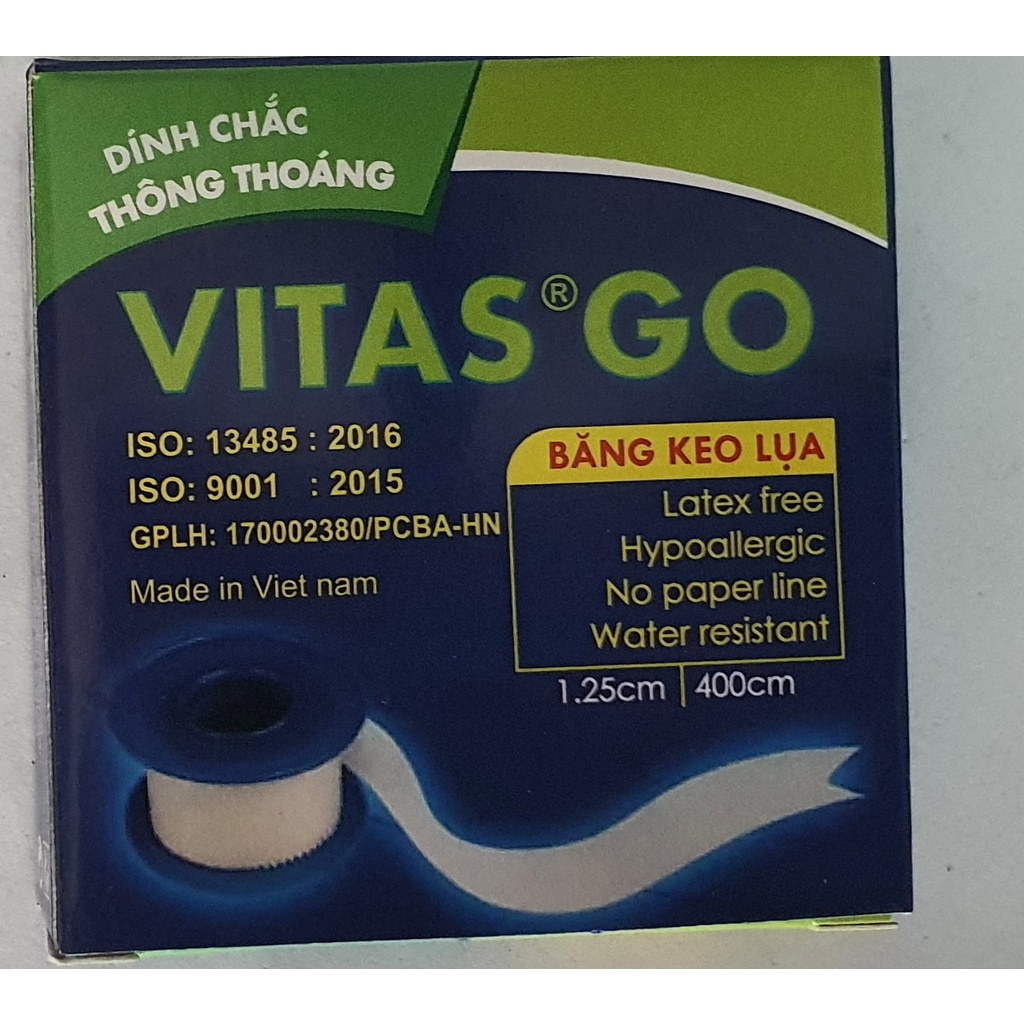 DÍNH CHẮC
THÔNG THOÁNG
VITAS®GO
ISO: 13485 : 2016
ISO: 9001 : 2015
GPLH: 170002380/PCBA-HN
Made in Viet nam
BĂNG KEO LỤA
Latex free
Hypoallergic
No paper line
Water resistant
1.25cm | 400cm